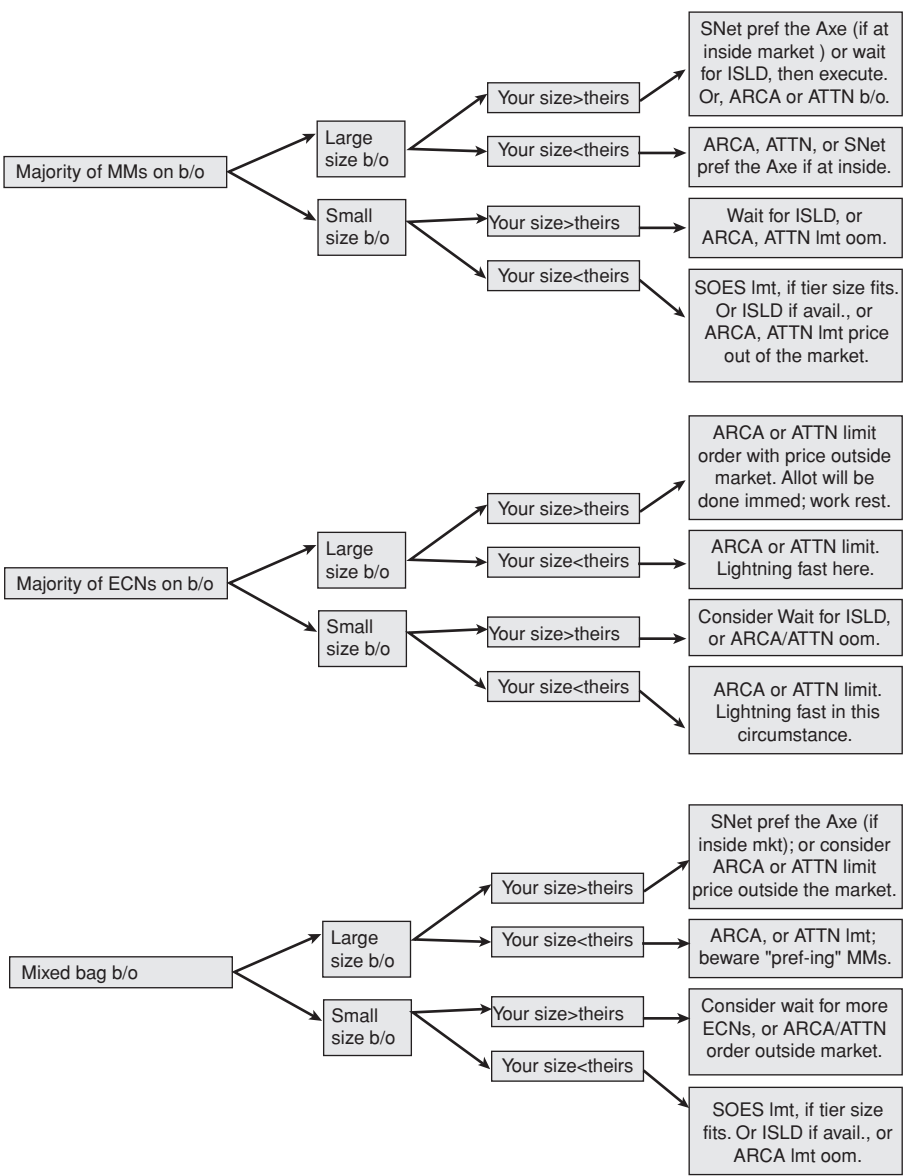 Majority of MMs on b/o
Large
size b/o
Your size>theirs
SNet pref the Axe (if at
inside market ) or wait
for ISLD, then execute.
Or, ARCA or ATTN b/o.
Your size<theirs
ARCA, ATTN, or SNet
pref the Axe if at inside.
Small
size b/o
Your size>theirs
Wait for ISLD, or
ARCA, ATTN lmt oom.
Your size<theirs
SOES lmt, if tier size fits.
Or ISLD if avail., or
ARCA, ATTN lmt price
out of the market.
Majority of ECNs on b/o
Large
size b/o
Your size>theirs
ARCA or ATTN limit
order with price outside
market. Allot will be
done immed; work rest.
Your size<theirs
ARCA or ATTN limit.
Lightning fast here.
Small
size b/o
Your size>theirs
Consider Wait for ISLD,
or ARCA/ATTN oom.
Your size<theirs
ARCA or ATTN limit.
Lightning fast in this
circumstance.
Mixed bag b/o
Large
size b/o
Your size>theirs
SNet pref the Axe (if
inside mkt); or consider
ARCA or ATTN limit
price outside the market.
Your size<theirs
ARCA, or ATTN lmt;
beware "pref-ing" MMs.
Small
size b/o
Your size>theirs
Consider wait for more
ECNs, or ARCA/ATTN
order outside market.
Your size<theirs
SOES lmt, if tier size
fits. Or ISLD if avail., or
ARCA lmt oom.